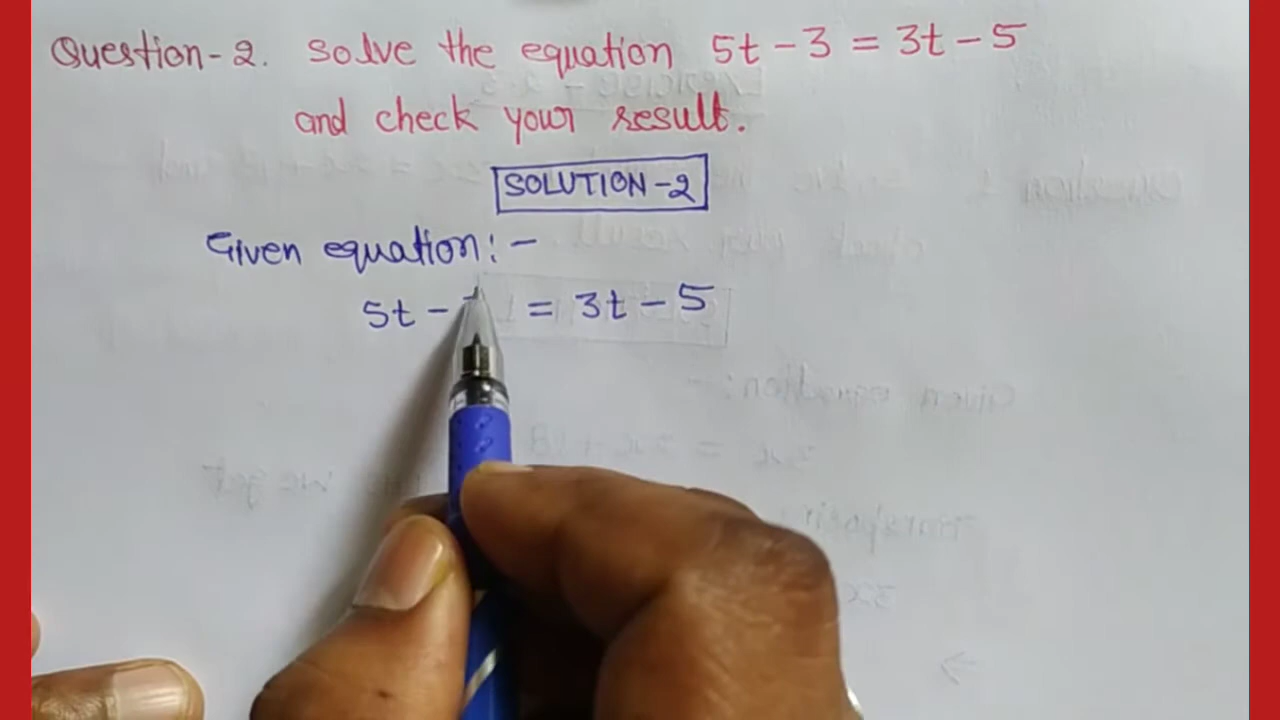 Question-2. Solve the equation 5t - 3 = 3t - 5
and check your result.
SOLUTION-2
Given equation:-
5t - = 3t - 5